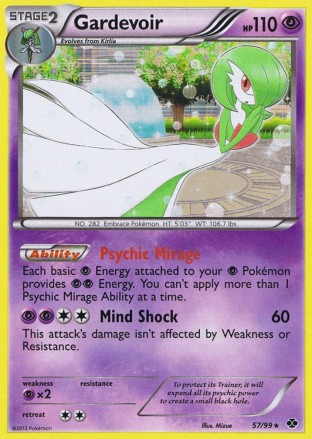 STAGE2 Gardevoir HP110
Evolves from Kirlia
NO. 282 Embrace Pokémon HT: 5'03" WT: 106.7 lbs.
Ability Psychic Mirage
Each basic Energy attached to your Pokémon
provides Energy. You can't apply more than 1
Psychic Mirage Ability at a time.
Mind Shock 60
This attack's damage isn't affected by Weakness or
Resistance.
weakness resistance
×2
retreat
To protect its Trainer, it will
expend all its psychic power
to create a small black hole.
©2012 Pokémon Illus. Mizue 57/99